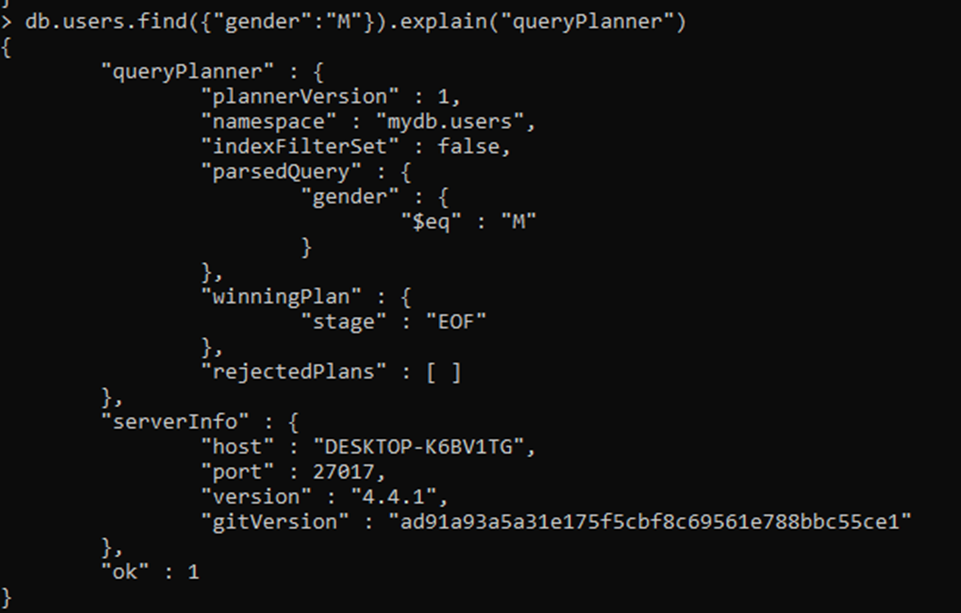 > db.users.find({"gender":"M"}).explain("queryPlanner")
{
        "queryPlanner" : {
                "plannerVersion" : 1,
                "namespace" : "mydb.users",
                "indexFilterSet" : false,
                "parsedQuery" : {
                        "gender" : {
                                "$eq" : "M"
                        }
                },
                "winningPlan" : {
                        "stage" : "EOF"
                },
                "rejectedPlans" : [ ]
        },
        "serverInfo" : {
                "host" : "DESKTOP-K6BV1TG",
                "port" : 27017,
                "version" : "4.4.1",
                "gitVersion" : "ad91a93a5a31e175f5cbf8c69561e788bbc55ce1"
        },
        "ok" : 1
}